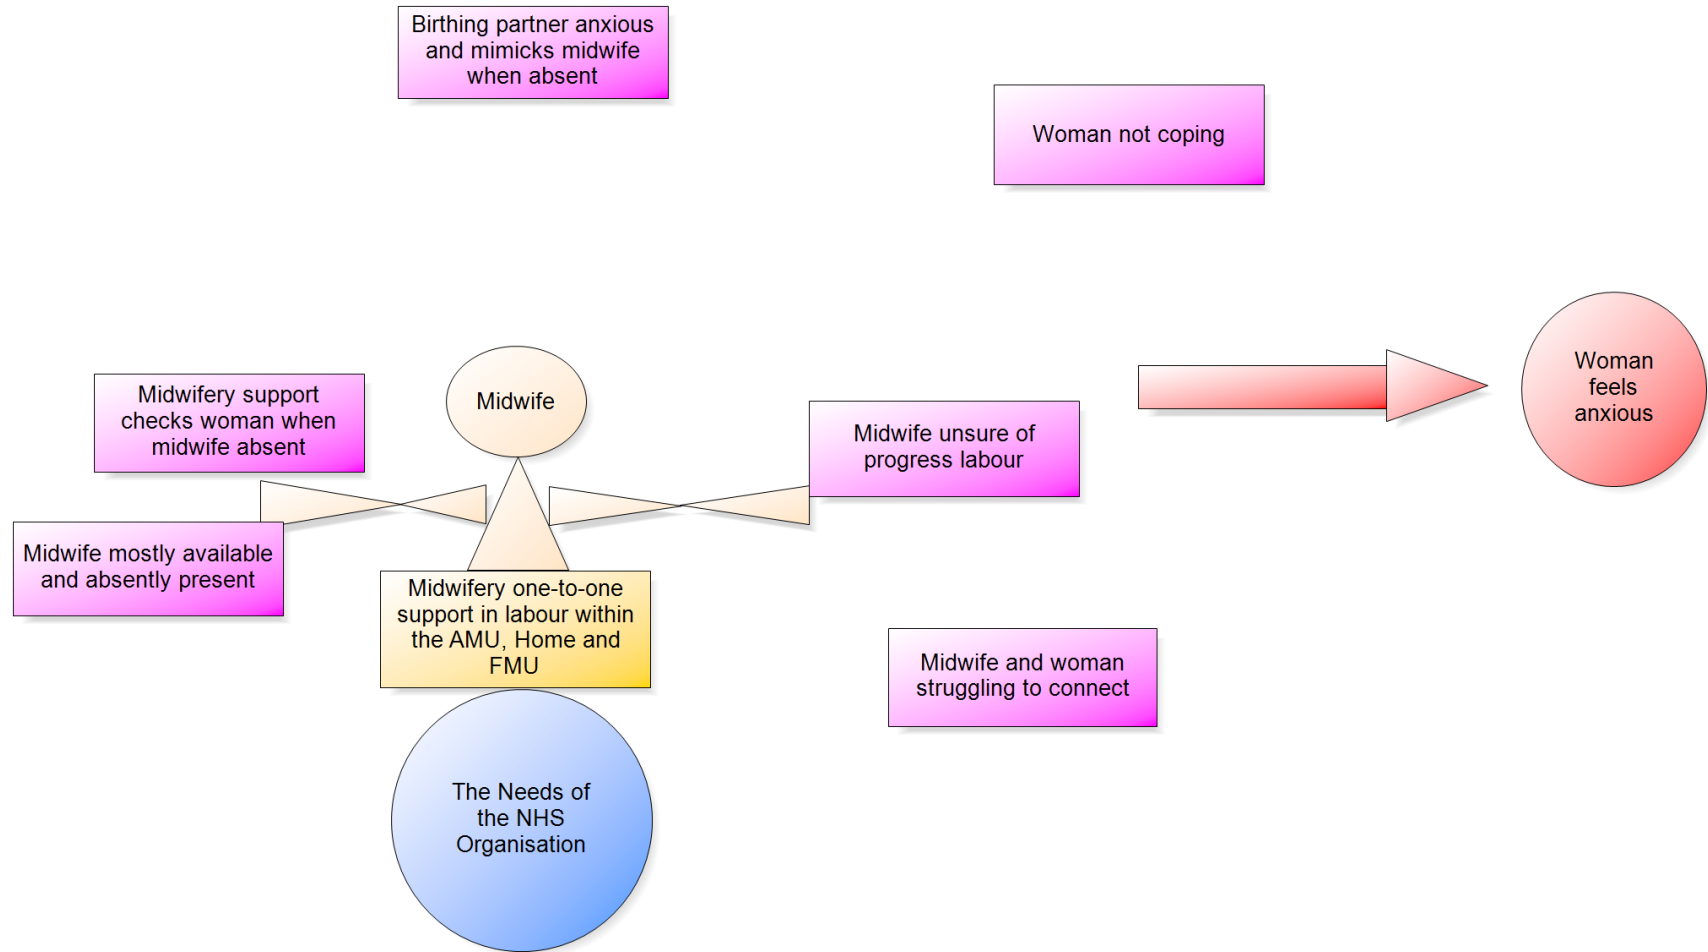 Birthing partner anxious
and mimicks midwife
when absent
Woman not coping
Woman
feels
anxious
Midwifery support
checks woman when
midwife absent
Midwife
Midwife unsure of
progress labour
Midwife mostly available
and absently present
Midwifery one-to-one
support in labour within
the AMU, Home and
FMU
Midwife and woman
struggling to connect
The Needs of
the NHS
Organisation